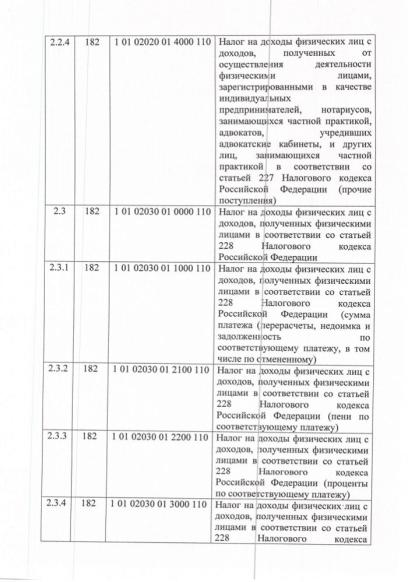 2.2.4 182 1 01 02020 01 4000 110 Налог на доходы физических лиц с
доходов, полученных от
осуществления деятельности
физическими лицами,
зарегистрированными в качестве
индивидуальных
предпринимателей, нотариусов,
занимающихся частной практикой,
адвокатов, учредивших
адвокатские кабинеты, и других
лиц, занимающихся частной
практикой в соответствии со
статьей 227 Налогового кодекса
Российской Федерации (прочие
поступления)
2.3 182 1 01 02030 01 0000 110 Налог на доходы физических лиц с
доходов, полученных физическими
лицами в соответствии со статьей
228 Налогового кодекса
Российской Федерации
2.3.1 182 1 01 02030 01 1000 110 Налог на доходы физических лиц с
доходов, полученных физическими
лицами в соответствии со статьей
228 Налогового кодекса
Российской Федерации (сумма
платежа (перерасчеты, недоимка и
задолженность по
соответствующему платежу, в том
числе по отмененному)
2.3.2 182 1 01 02030 01 2100 110 Налог на доходы физических лиц с
доходов, полученных физическими
лицами в соответствии со статьей
228 Налогового кодекса
Российской Федерации (пени по
соответствующему платежу)
2.3.3 182 1 01 02030 01 2200 110 Налог на доходы физических лиц с
доходов, полученных физическими
лицами в соответствии со статьей
228 Налогового кодекса
Российской Федерации (проценты
по соответствующему платежу)
2.3.4 182 1 01 02030 01 3000 110 Налог на доходы физических лиц с
доходов, полученных физическими
лицами в соответствии со статьей
228 Налогового кодекса